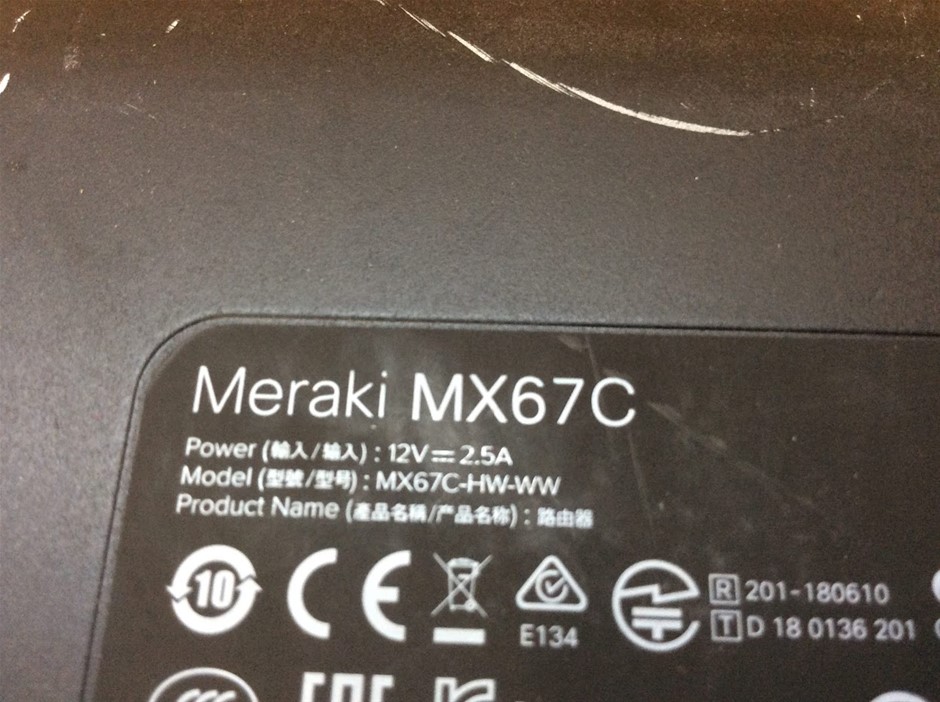 Meraki MX67C
Power (輸入/输入) : 12V⎓2.5A
Model (型號/型号) : MX67C-HW-WW
Product Name (產品名稱/产品名称) : 路由器
10 CE E134 R 201-180610
T D 18 0136 201